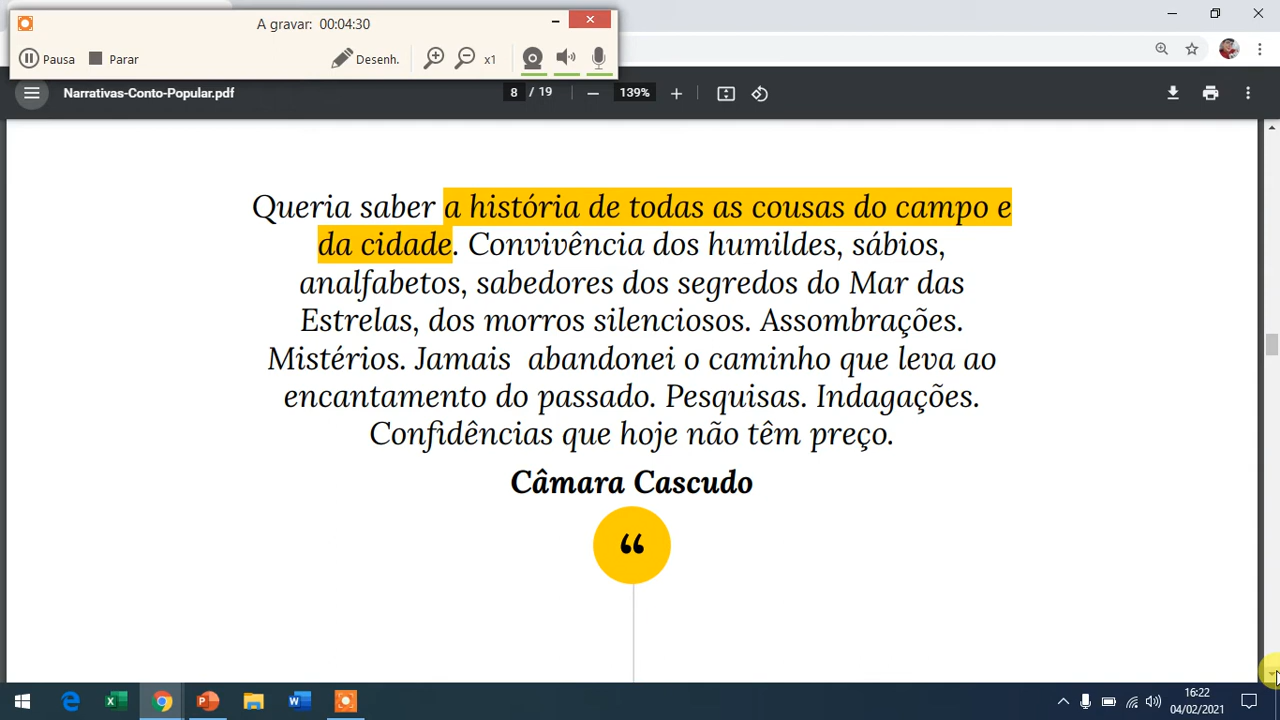 A gravar: 00:04:30
Pausa Parar Desenh. x1
Narrativas-Conto-Popular.pdf 8 / 19 139%
Queria saber a história de todas as cousas do campo e
da cidade. Convivência dos humildes, sábios,
analfabetos, sabedores dos segredos do Mar das
Estrelas, dos morros silenciosos. Assombrações.
Mistérios. Jamais abandonei o caminho que leva ao
encantamento do passado. Pesquisas. Indagações.
Confidências que hoje não têm preço.
Câmara Cascudo
“
16:22
04/02/2021